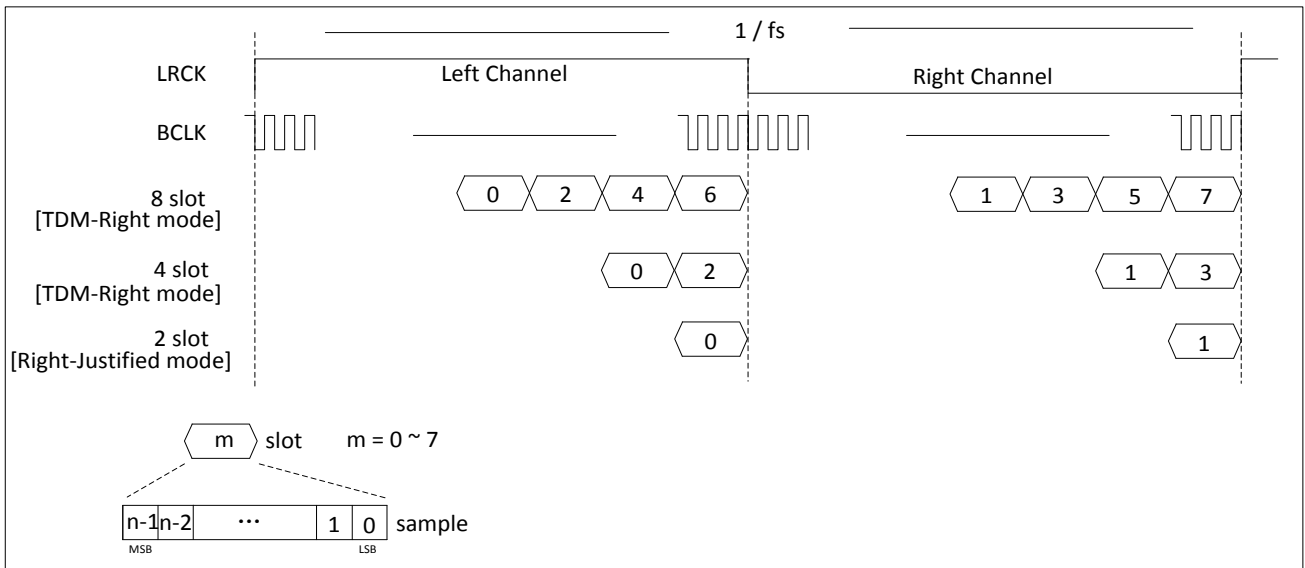 1 / fs
LRCK
Left Channel
Right Channel
BCLK
8 slot
[TDM-Right mode]
0 2 4 6
1 3 5 7
4 slot
[TDM-Right mode]
0 2
1 3
2 slot
[Right-Justified mode]
0
1
m slot m = 0 ~ 7
n-1 n-2 ... 1 0 sample
MSB LSB